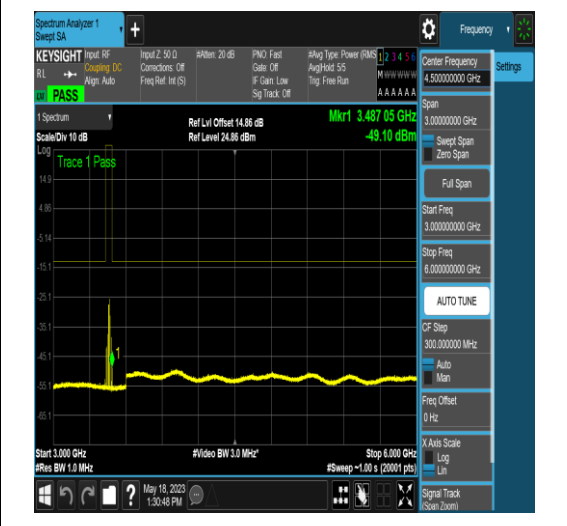 Spectrum Analyzer 1
Swept SA
Frequency
KEYSIGHT Input: RF
Coupling: DC
Align: Auto
RL
PASS
Input Z: 50 Ω
Corrections: Off
Freq Ref: Int (S)
#Atten: 20 dB
PNO: Fast
Gate: Off
IF Gain: Low
Sig Track: Off
#Avg Type: Power (RMS
Avg|Hold: 5/5
Trig: Free Run
1 2 3 4 5 6
M W W W W W
A A A A A A
1 Spectrum
Scale/Div 10 dB
Ref Lvl Offset 14.86 dB
Ref Level 24.86 dBm
Mkr1 3.487 05 GHz
-49.10 dBm
Log
Trace 1 Pass
14.9
4.86
-5.14
-15.1
-25.1
-35.1
-45.1
-55.1
-65.1
1
Start 3.000 GHz
#Res BW 1.0 MHz
#Video BW 3.0 MHz*
Stop 6.000 GHz
#Sweep ~1.00 s (20001 pts)
May 18, 2023
1:30:48 PM
Center Frequency
4.500000000 GHz
Settings
Span
3.00000000 GHz
Swept Span
Zero Span
Full Span
Start Freq
3.000000000 GHz
Stop Freq
6.000000000 GHz
AUTO TUNE
CF Step
300.000000 MHz
Auto
Man
Freq Offset
0 Hz
X Axis Scale
Log
Lin
Signal Track
(Span Zoom)